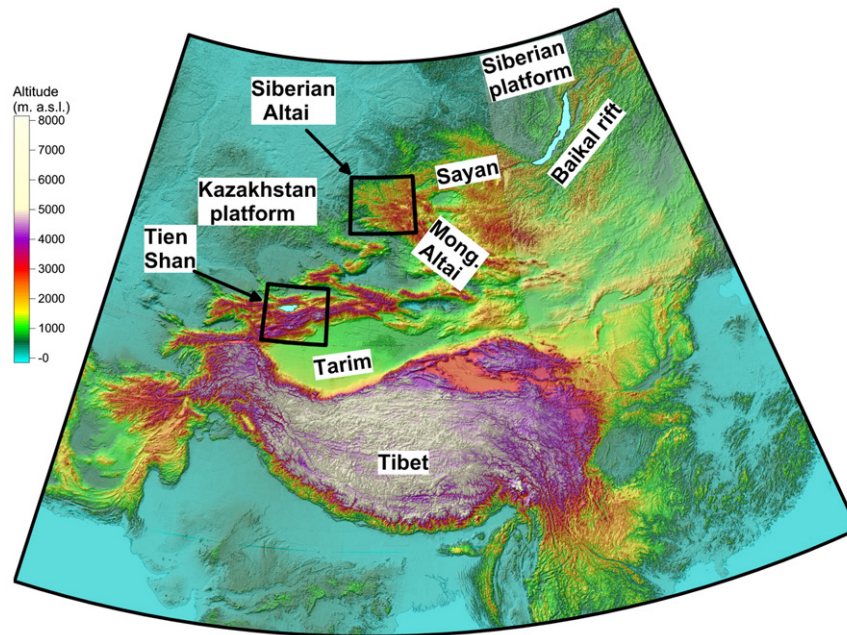 Siberian
platform
Altitude
(m. a.s.l.)
8000
7000
6000
5000
4000
3000
2000
1000
-0
Siberian
Altai
Baikal rift
Sayan
Kazakhstan
platform
Mong.
Altai
Tien
Shan
Tarim
Tibet